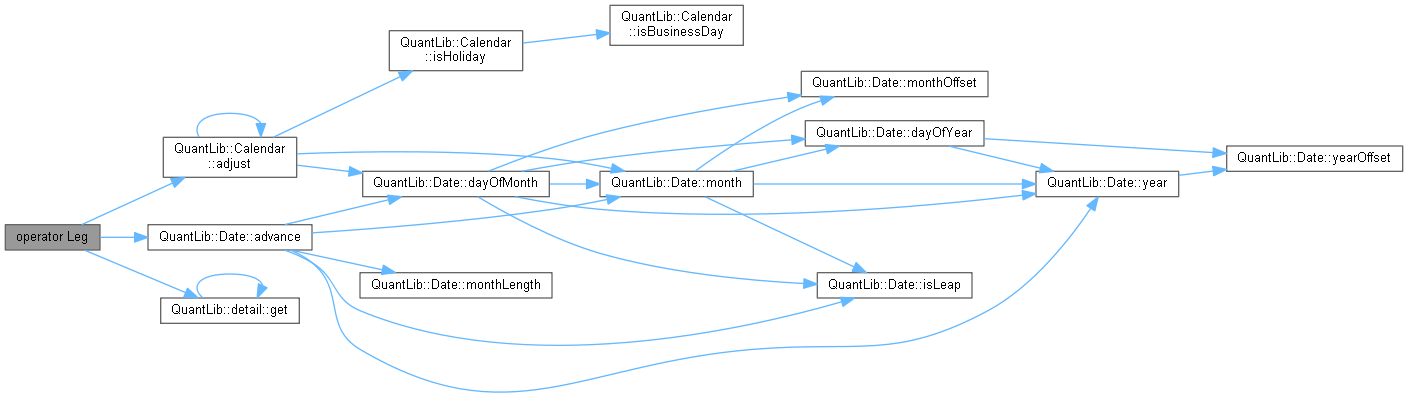 QuantLib::Calendar
::isBusinessDay
QuantLib::Calendar
::isHoliday
QuantLib::Date::monthOffset
QuantLib::Date::dayOfYear
QuantLib::Calendar
::adjust
QuantLib::Date::yearOffset
QuantLib::Date::dayOfMonth
QuantLib::Date::month
QuantLib::Date::year
operator Leg
QuantLib::Date::advance
QuantLib::Date::monthLength
QuantLib::Date::isLeap
QuantLib::detail::get